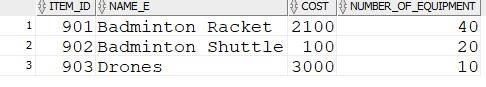 ITEM_ID NAME_E COST NUMBER_OF_EQUIPMENT
1 901 Badminton Racket 2100 40
2 902 Badminton Shuttle 100 20
3 903 Drones 3000 10